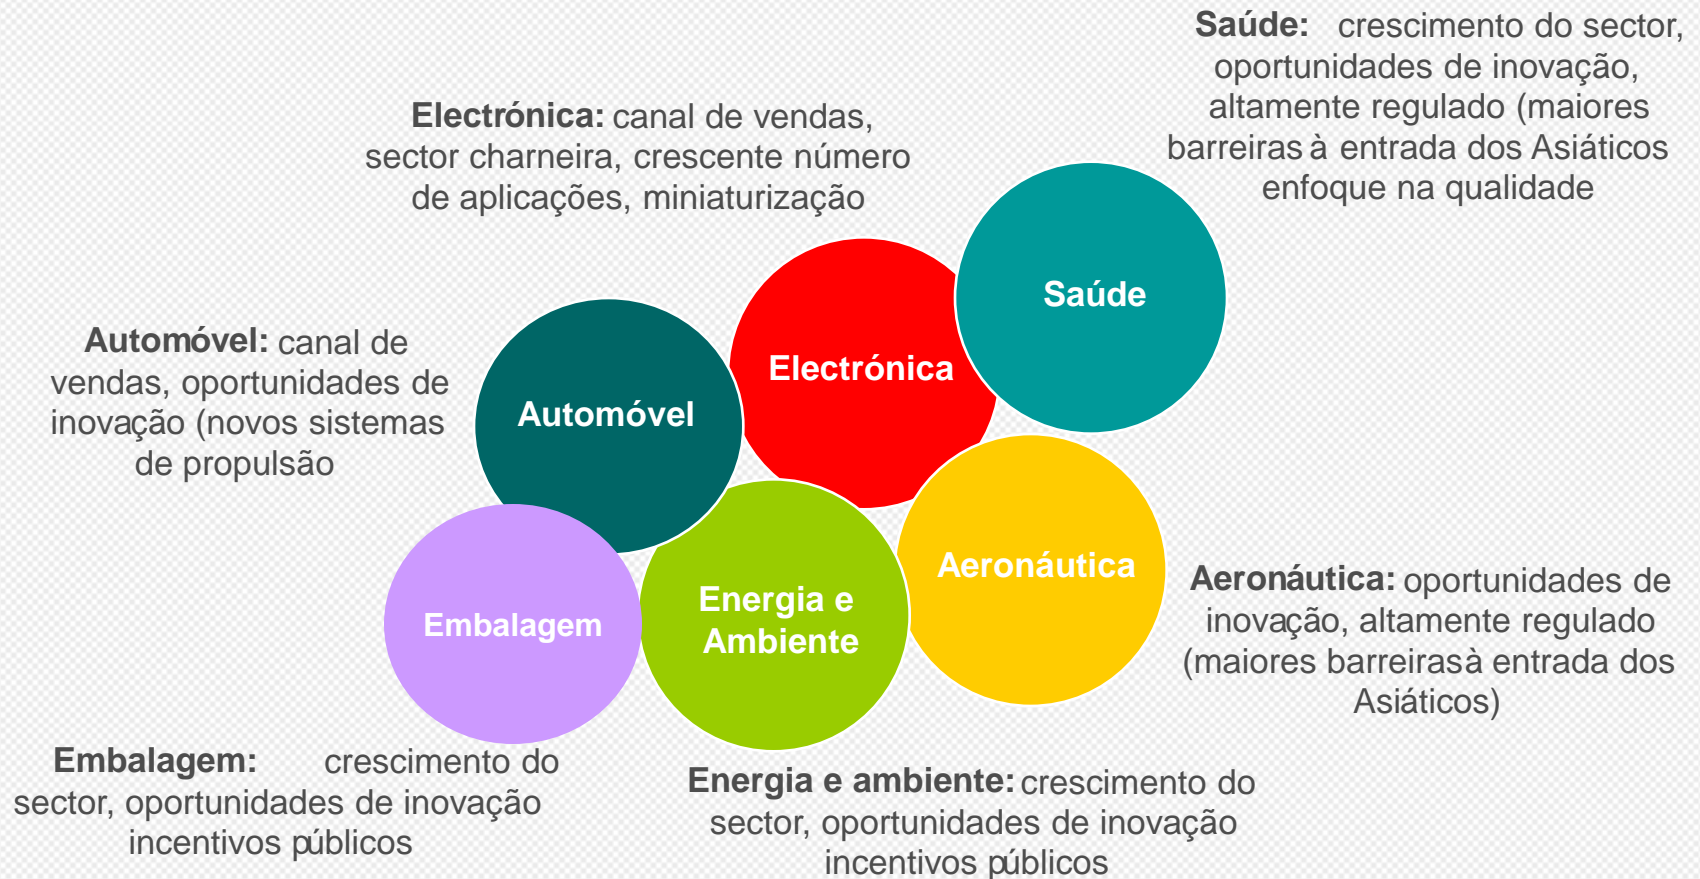 Saúde: crescimento do sector,
oportunidades de inovação,
altamente regulado (maiores
barreiras à entrada dos Asiáticos
enfoque na qualidade
Electrónica: canal de vendas,
sector charneira, crescente número
de aplicações, miniaturização
Automóvel: canal de
vendas, oportunidades de
inovação (novos sistemas
de propulsão
Saúde
Electrónica
Automóvel
Aeronáutica
Energia e
Ambiente
Embalagem
Aeronáutica: oportunidades de
inovação, altamente regulado
(maiores barreiras à entrada dos
Asiáticos)
Embalagem: crescimento do
sector, oportunidades de inovação
incentivos públicos
Energia e ambiente: crescimento do
sector, oportunidades de inovação
incentivos públicos